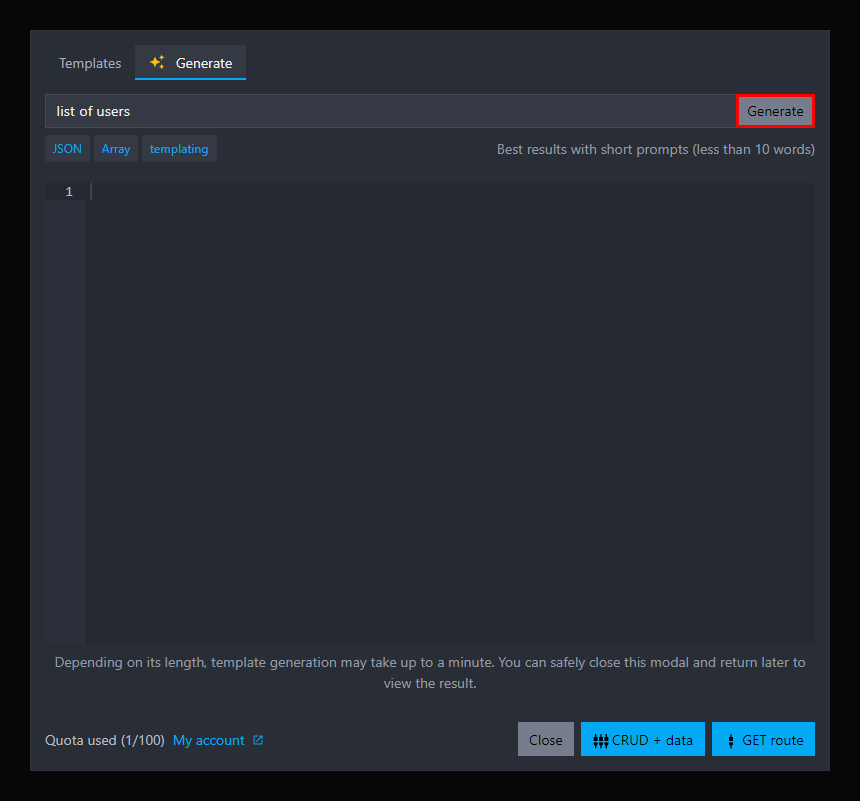 Templates Generate
list of users Generate
JSON Array templating Best results with short prompts (less than 10 words)
1
Depending on its length, template generation may take up to a minute. You can safely close this modal and return later to
view the result.
Quota used (1/100) My account Close CRUD + data GET route